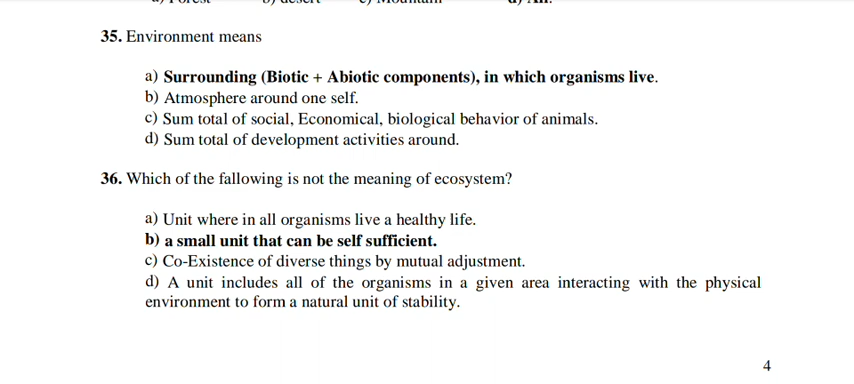 35. Environment means
a) Surrounding (Biotic + Abiotic components), in which organisms live.
b) Atmosphere around one self.
c) Sum total of social, Economical, biological behavior of animals.
d) Sum total of development activities around.
36. Which of the fallowing is not the meaning of ecosystem?
a) Unit where in all organisms live a healthy life.
b) a small unit that can be self sufficient.
c) Co-Existence of diverse things by mutual adjustment.
d) A unit includes all of the organisms in a given area interacting with the physical
environment to form a natural unit of stability.
4